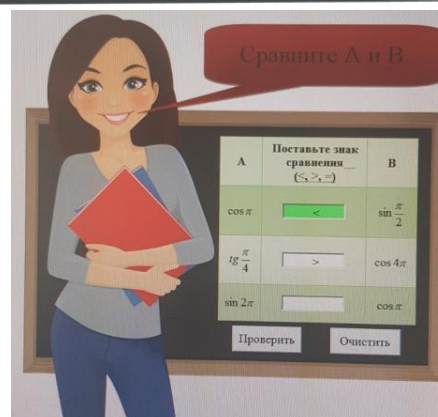 Сравните А и В.
А
Поставьте знак
сравнения
(<, >, =)
В
cos π
<
sin π/2
tg π/4
>
cos 4π
sin 2π
cos π
Проверить
Очистить